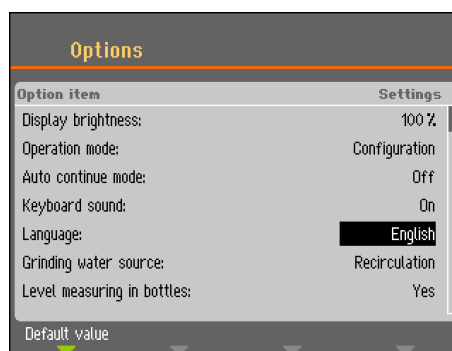 Options
Option item Settings
Display brightness: 100 %
Operation mode: Configuration
Auto continue mode: Off
Keyboard sound: On
Language: English
Grinding water source: Recirculation
Level measuring in bottles: Yes
Default value